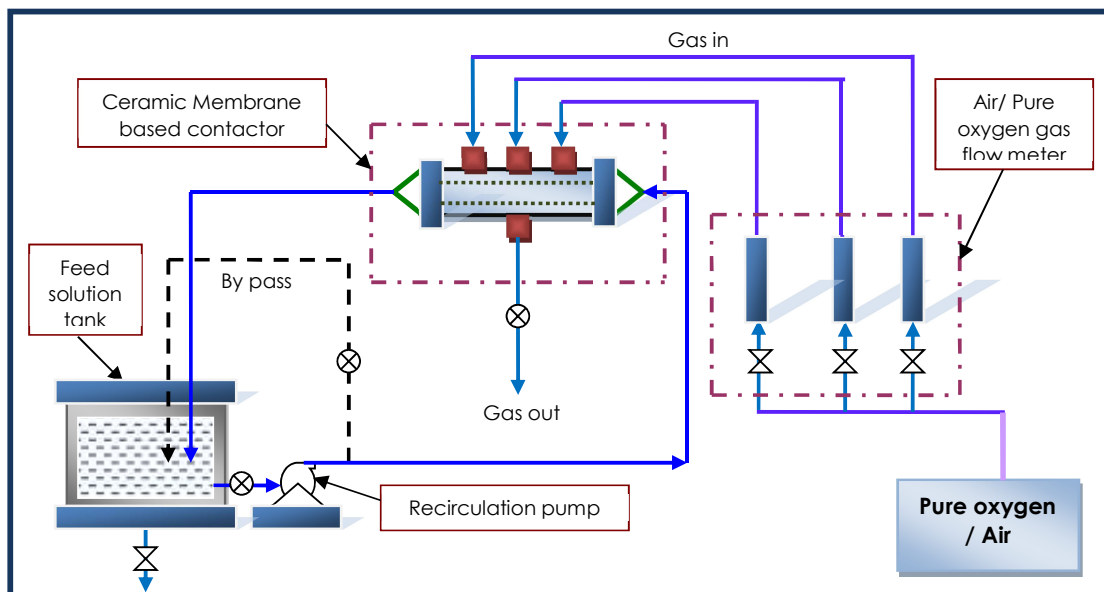 Gas in
Ceramic Membrane
based contactor
Air/ Pure
oxygen gas
flow meter
Feed
solution
tank
By pass
Gas out
Recirculation pump
Pure oxygen
/ Air